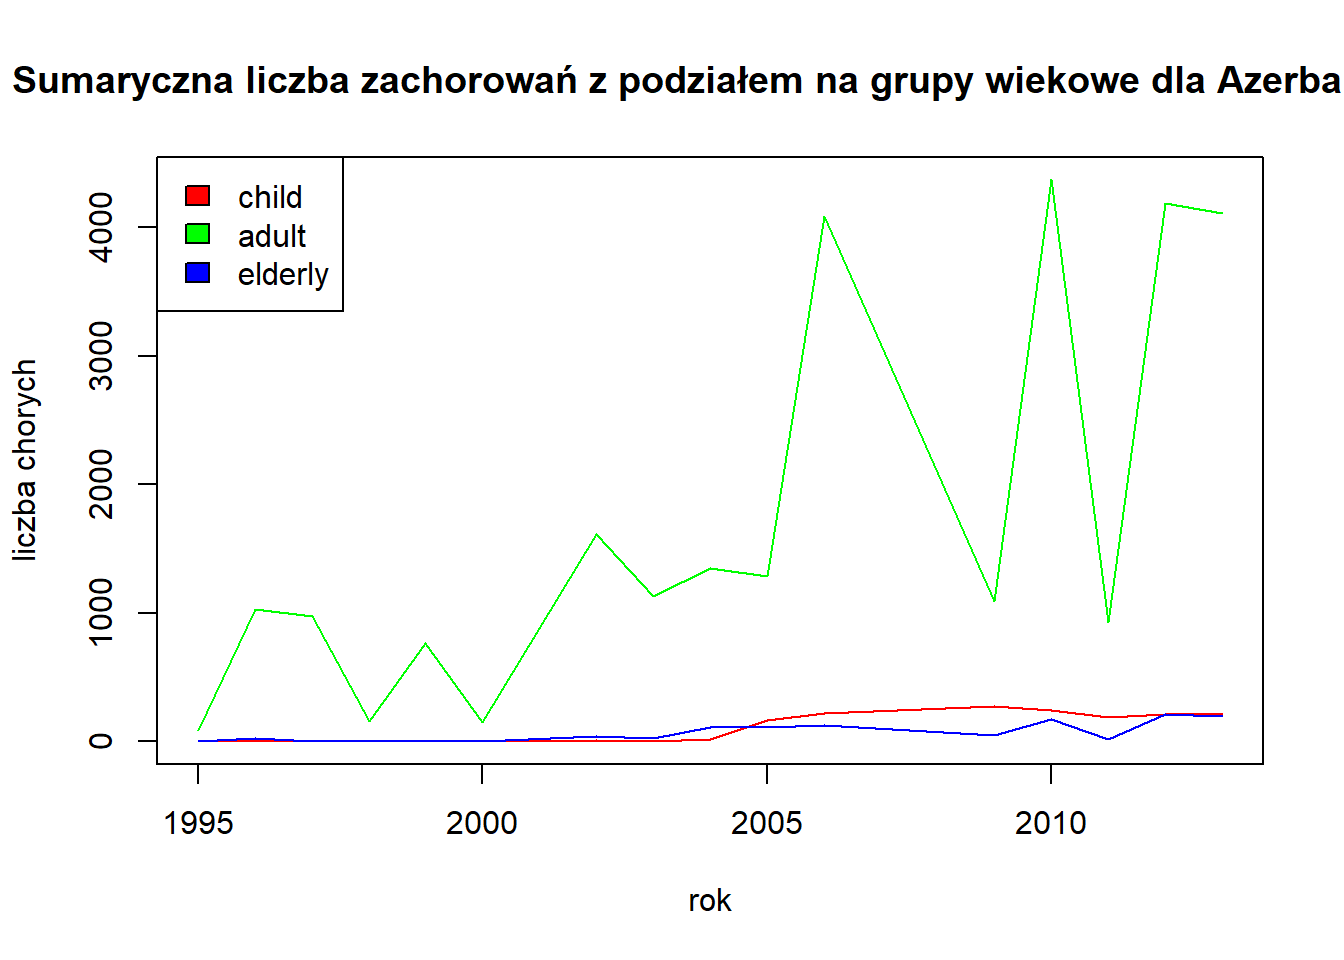 Sumaryczna liczba zachorowań z podziałem na grupy wiekowe dla Azerba
child
adult
elderly
liczba chorych
4000
3000
2000
1000
0
1995 2000 2005 2010
rok